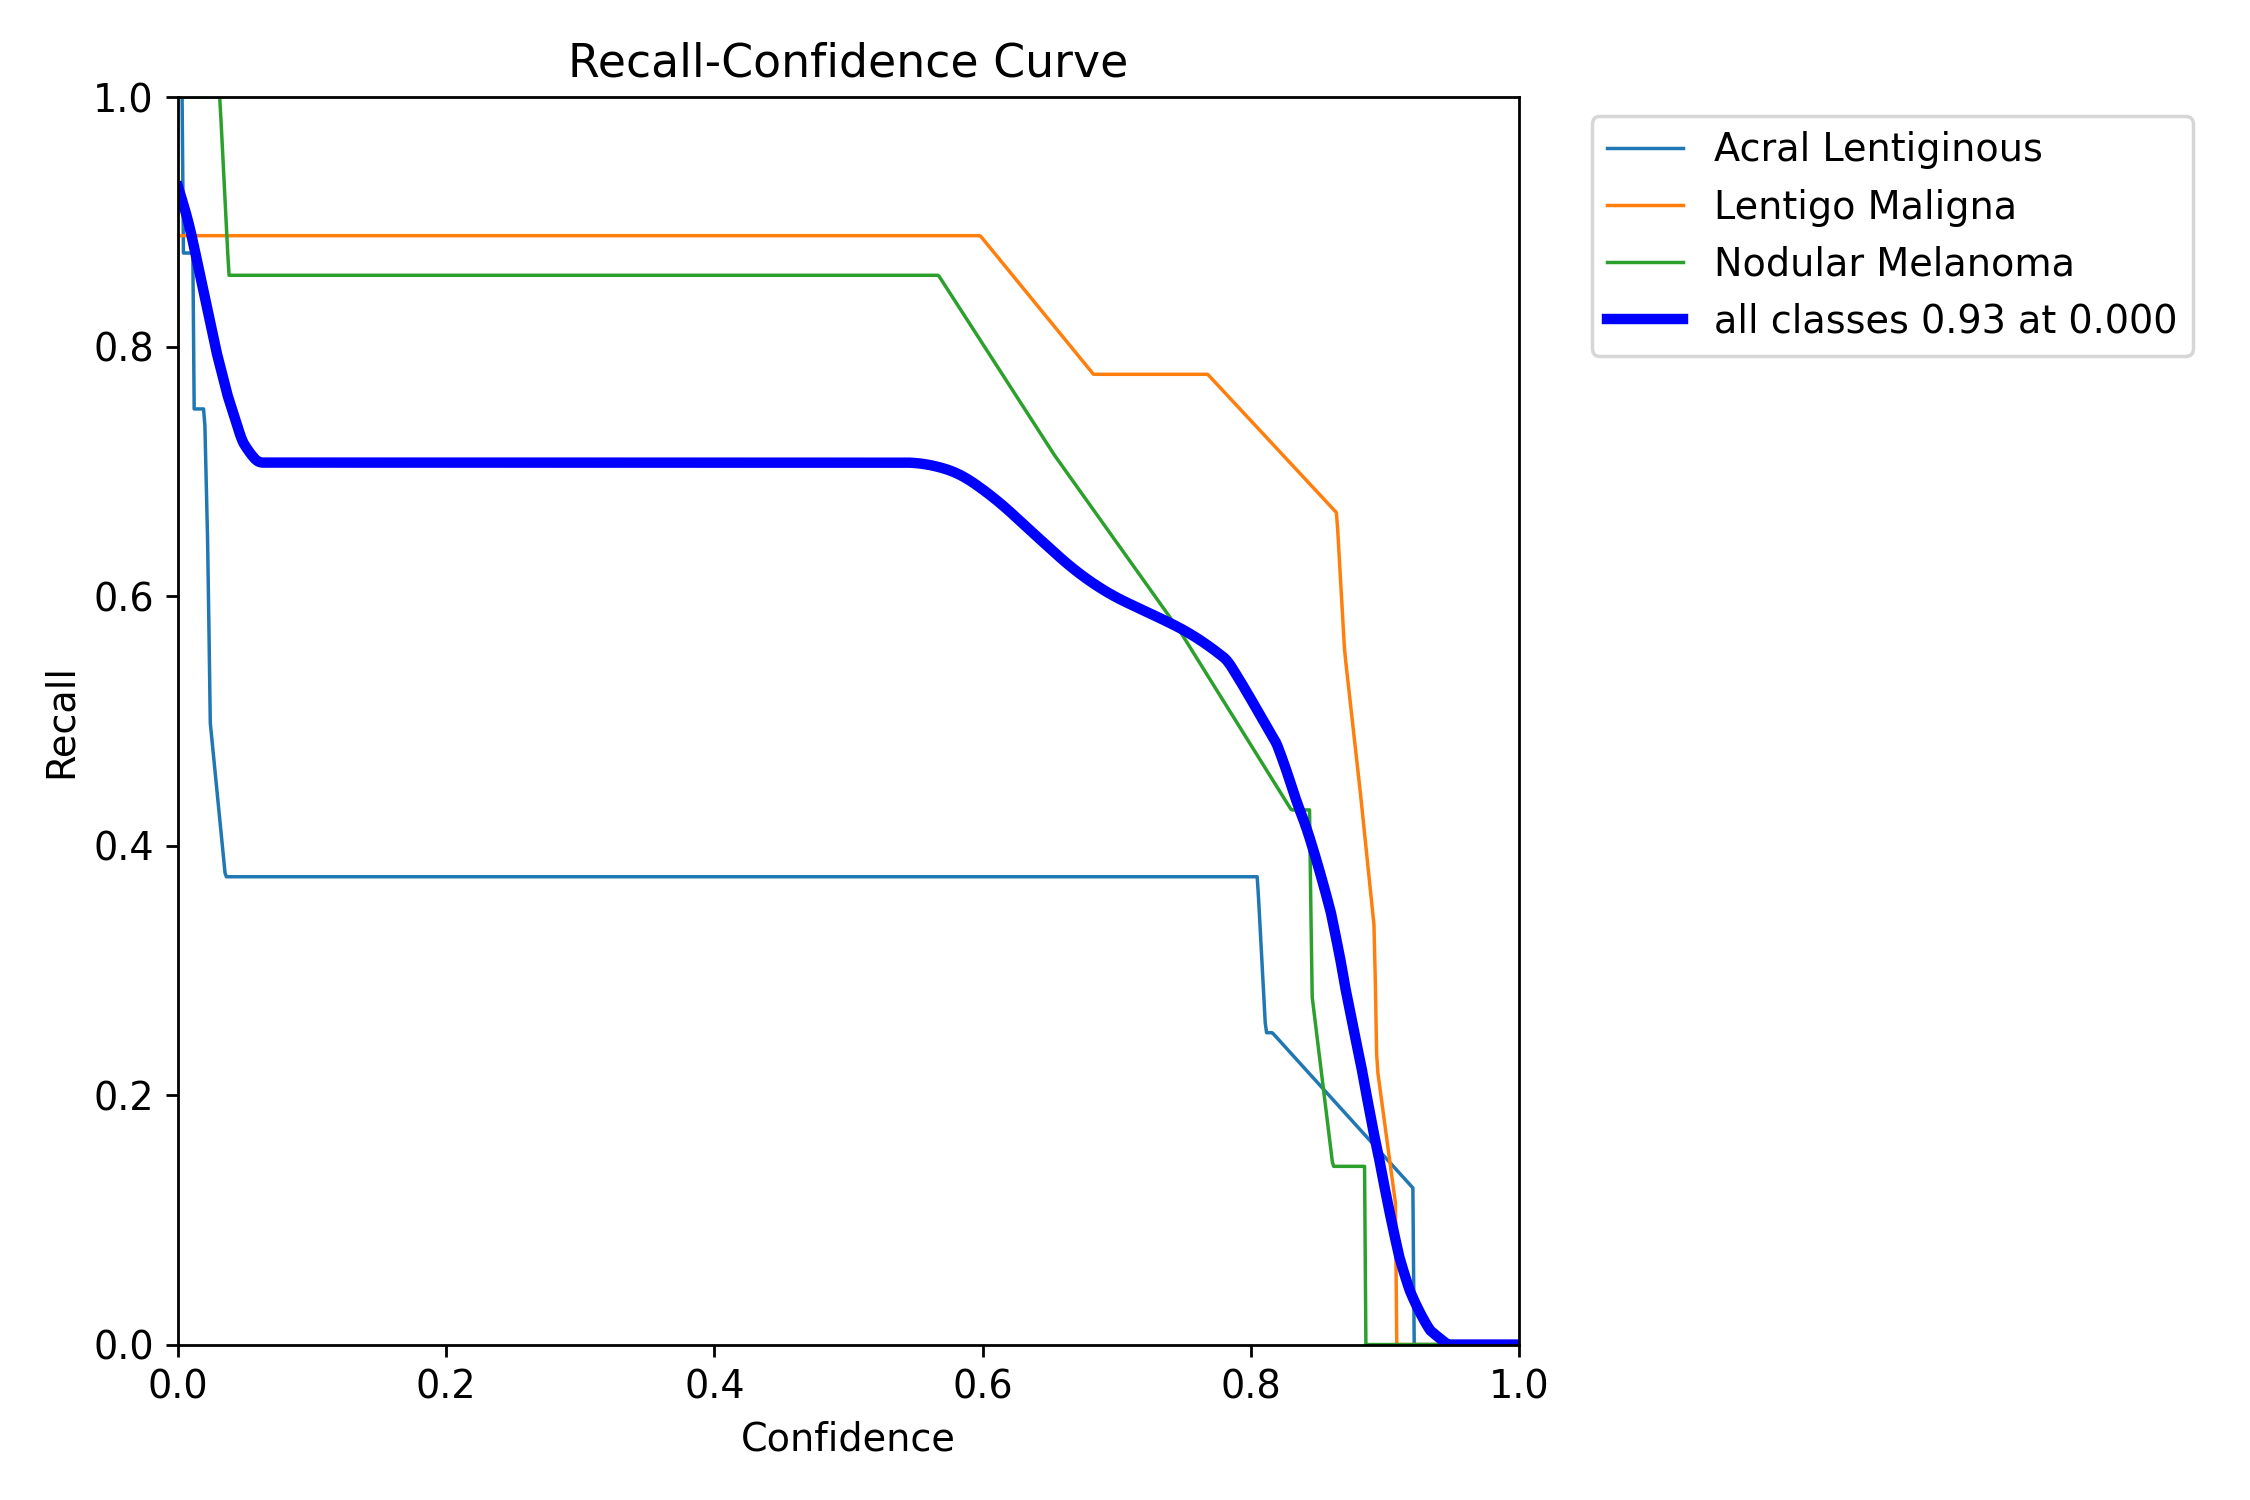 Recall-Confidence Curve
1.0
0.8
0.6
0.4
0.2
0.0
Recall
0.0 0.2 0.4 0.6 0.8 1.0
Confidence
Acral Lentiginous
Lentigo Maligna
Nodular Melanoma
all classes 0.93 at 0.000